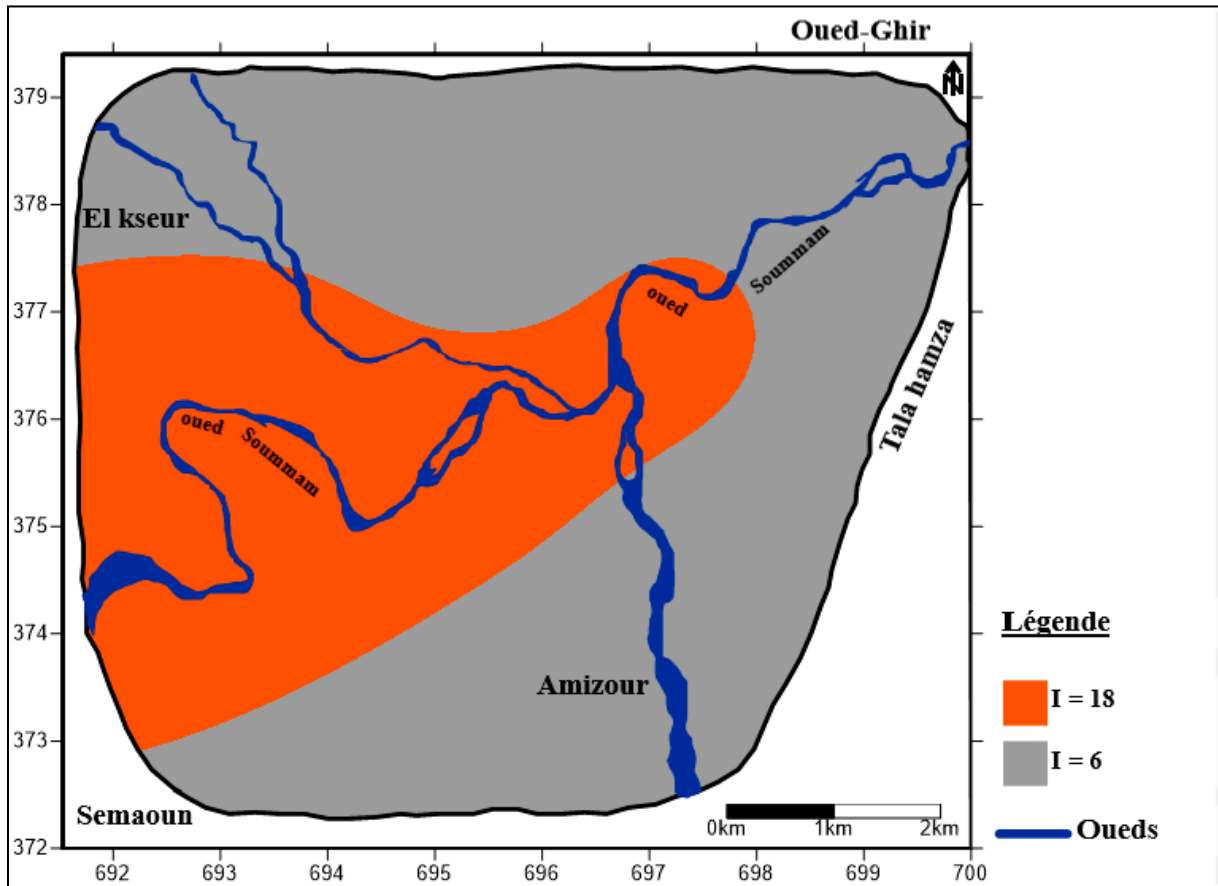 Oued-Ghir
N
379
378
377
376
375
374
373
372
El kseur
Soummam
oued
oued
Soummam
Tala hamza
Amizour
Semaoun
0km 1km 2km
692 693 694 695 696 697 698 699 700
Légende
I = 18
I = 6
Oueds